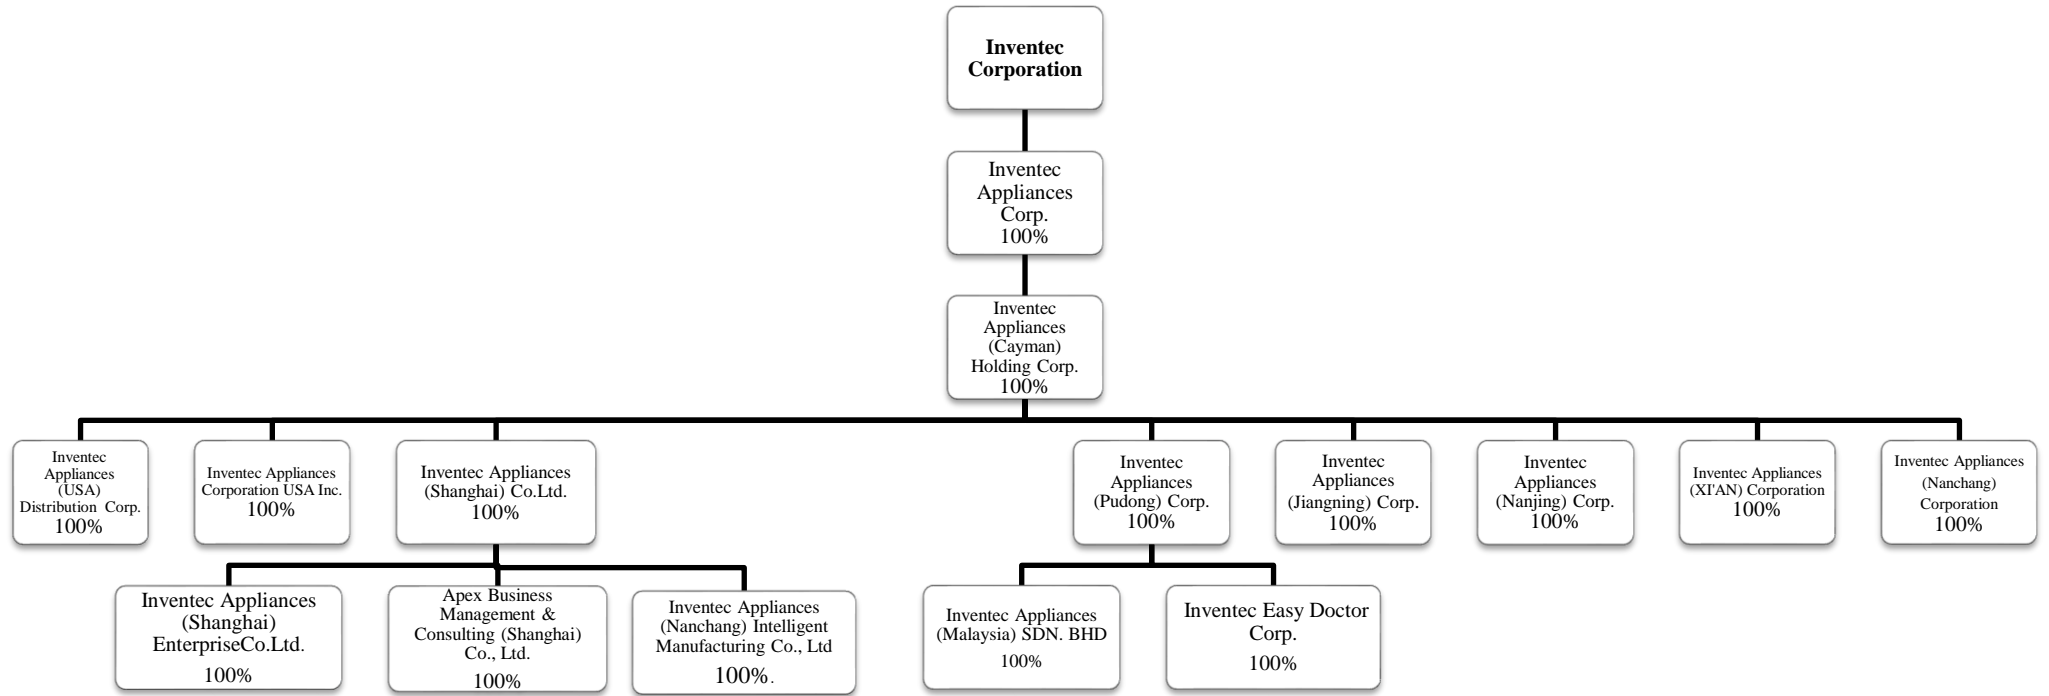 Inventec
Corporation
Inventec
Appliances
Corp.
100%
Inventec
Appliances
(Cayman)
Holding Corp.
100%
Inventec
Appliances
(USA)
Distribution Corp.
100%
Inventec Appliances
Corporation USA Inc.
100%
Inventec Appliances
(Shanghai) Co.Ltd.
100%
Inventec
Appliances
(Pudong) Corp.
100%
Inventec
Appliances
(Jiangning) Corp.
100%
Inventec
Appliances
(Nanjing) Corp.
100%
Inventec Appliances
(XI'AN) Corporation
100%
Inventec Appliances
(Nanchang)
Corporation
100%
Inventec Appliances
(Shanghai)
EnterpriseCo.Ltd.
100%
Apex Business
Management &
Consulting (Shanghai)
Co., Ltd.
100%
Inventec Appliances
(Nanchang) Intelligent
Manufacturing Co., Ltd
100%.
Inventec Appliances
(Malaysia) SDN. BHD
100%
Inventec Easy Doctor
Corp.
100%